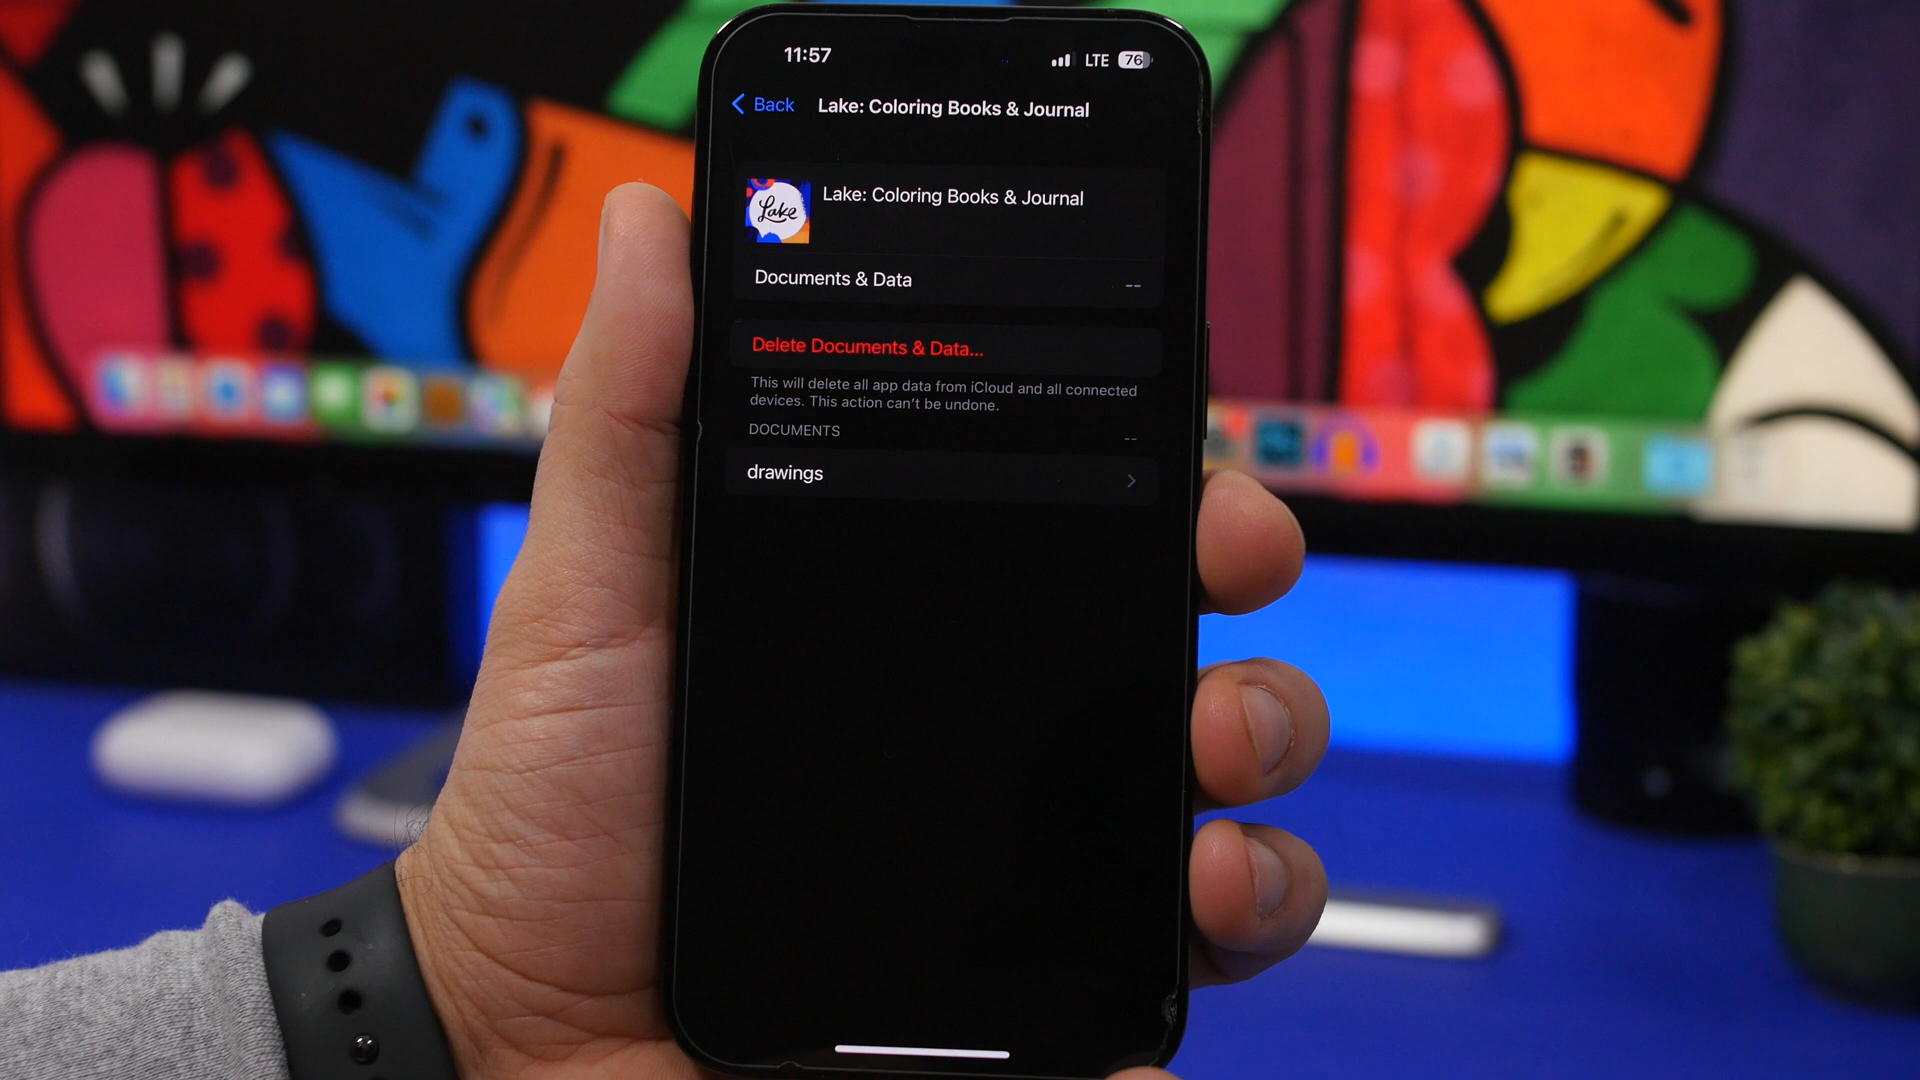 11:57
LTE 76
Back Lake: Coloring Books & Journal
Lake
Lake: Coloring Books & Journal
Documents & Data --
Delete Documents & Data...
This will delete all app data from iCloud and all connected
devices. This action can't be undone.
DOCUMENTS --
drawings